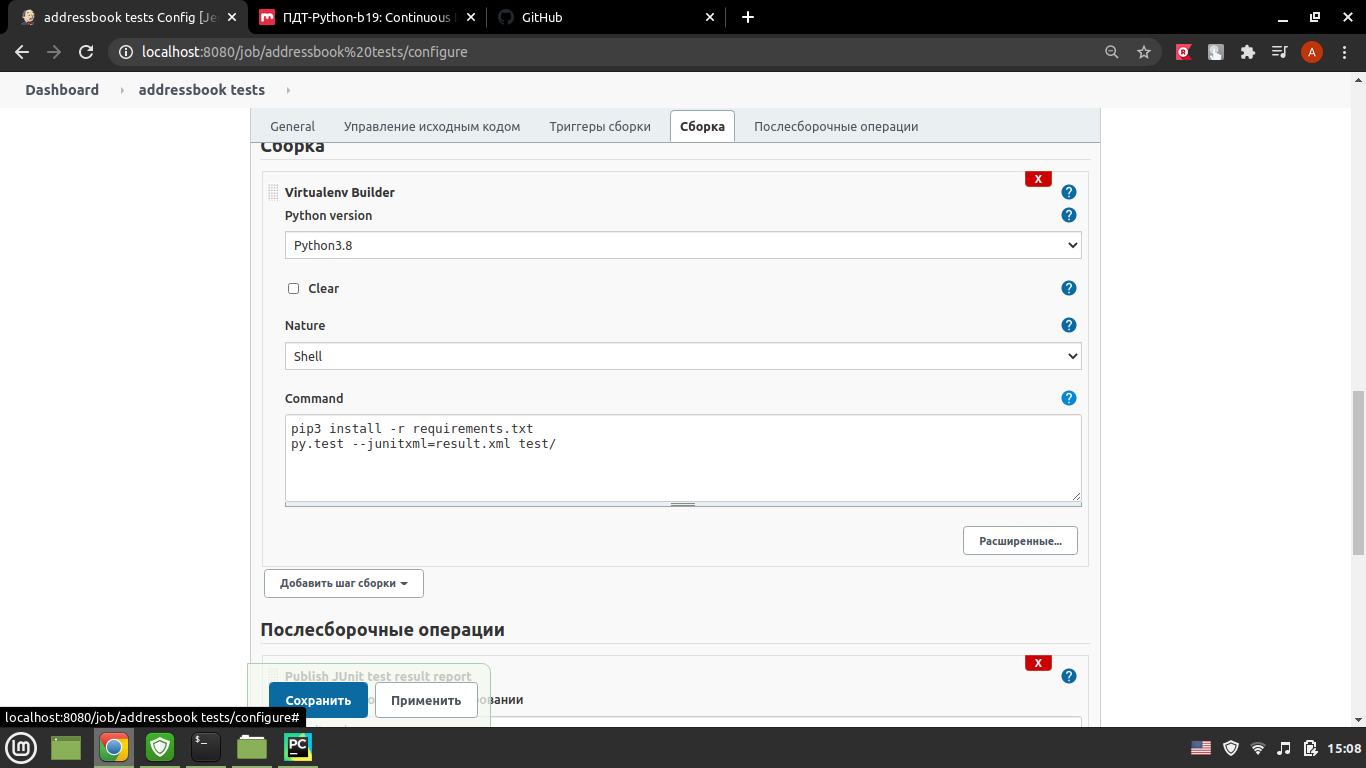 addressbook tests Config [Je
ПДТ-Python-b19: Continuous
GitHub
localhost:8080/job/addressbook%20tests/configure
A
Dashboard
addressbook tests
General
Управление исходным кодом
Триггеры сборки
Сборка
Послесборочные операции
Сборка
X
Virtualenv Builder
?
Python version
?
Python3.8
Clear
?
Nature
?
Shell
Command
?
pip3 install -r requirements.txt
py.test --junitxml=result.xml test/
Расширенные...
Добавить шаг сборки
Послесборочные операции
X
Publish JUnit test result report
?
Сохранить
Применить
ровании
localhost:8080/job/addressbook tests/configure#
$_
PC
15:08